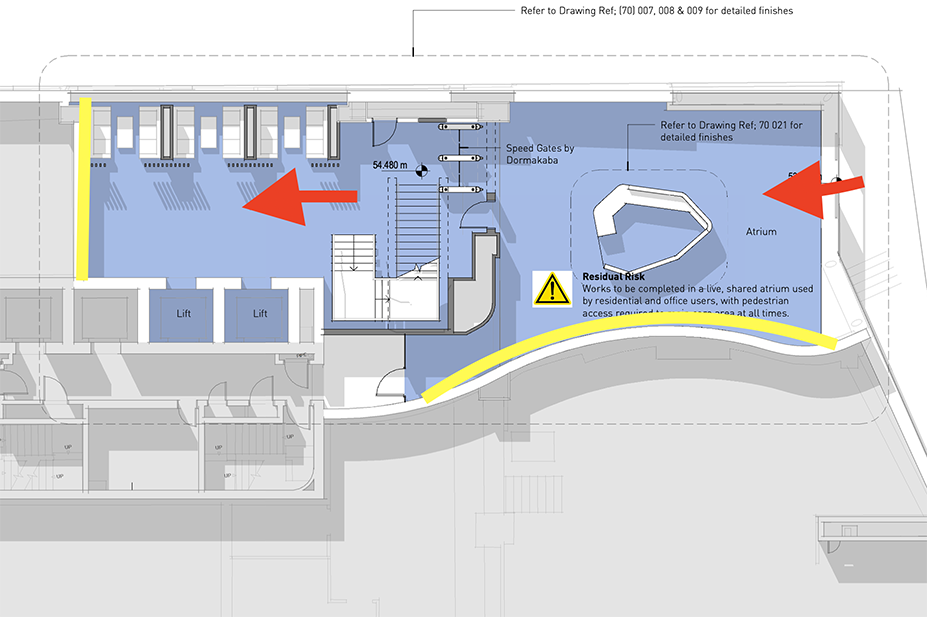 Refer to Drawing Ref; (70) 007, 008 & 009 for detailed finishes
Refer to Drawing Ref; 70 021 for
detailed finishes
Speed Gates by
Dormakaba
54.480 m
Atrium
Residual Risk
Works to be completed in a live, shared atrium used
by residential and office users, with pedestrian
access required area at all times.
Lift
Lift
UP
UP
UP
UP